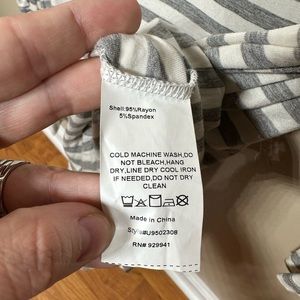 Shell:95%Rayon
5%Spandex
COLD MACHINE WASH,DO
NOT BLEACH,HANG
DRY,LINE DRY COOL IRON
IF NEEDED,DO NOT DRY
CLEAN
Made in China
Style#U9502308
RN# 929941